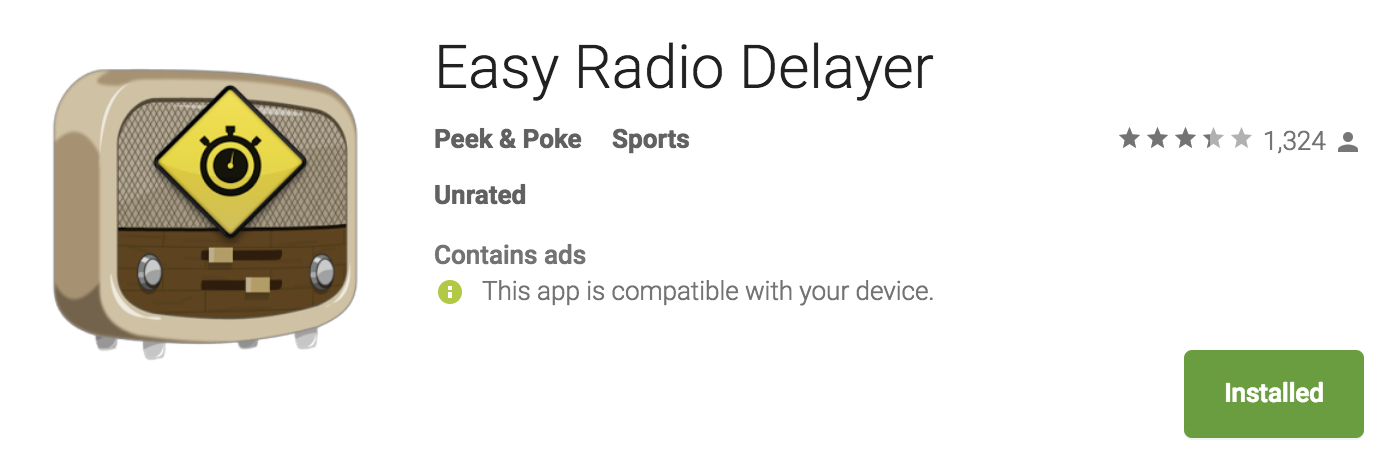 Easy Radio Delayer
Peek & Poke Sports 1,324
Unrated
Contains ads
This app is compatible with your device.
Installed